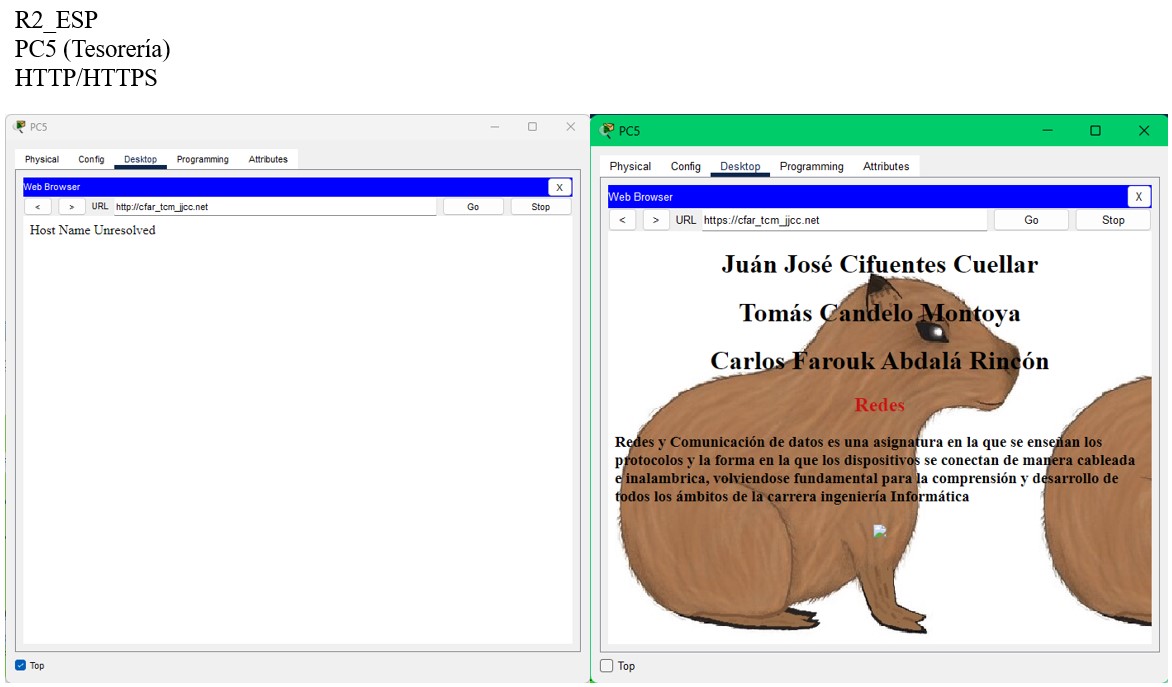 R2_ESP
PC5 (Tesorería)
HTTP/HTTPS
PC5
Physical Config Desktop Programming Attributes
Web Browser X
< > URL http://cfar_tcm_jjcc.net Go Stop
Host Name Unresolved
Top
PC5
Physical Config Desktop Programming Attributes
Web Browser X
< > URL https://cfar_tcm_jjcc.net Go Stop
Juán José Cifuentes Cuellar
Tomás Candelo Montoya
Carlos Farouk Abdalá Rincón
Redes
Redes y Comunicación de datos es una asignatura en la que se enseñan los
protocolos y la forma en la que los dispositivos se conectan de manera cableada
e inalambrica, volviendose fundamental para la comprensión y desarrollo de
todos los ámbitos de la carrera ingeniería Informática
Top